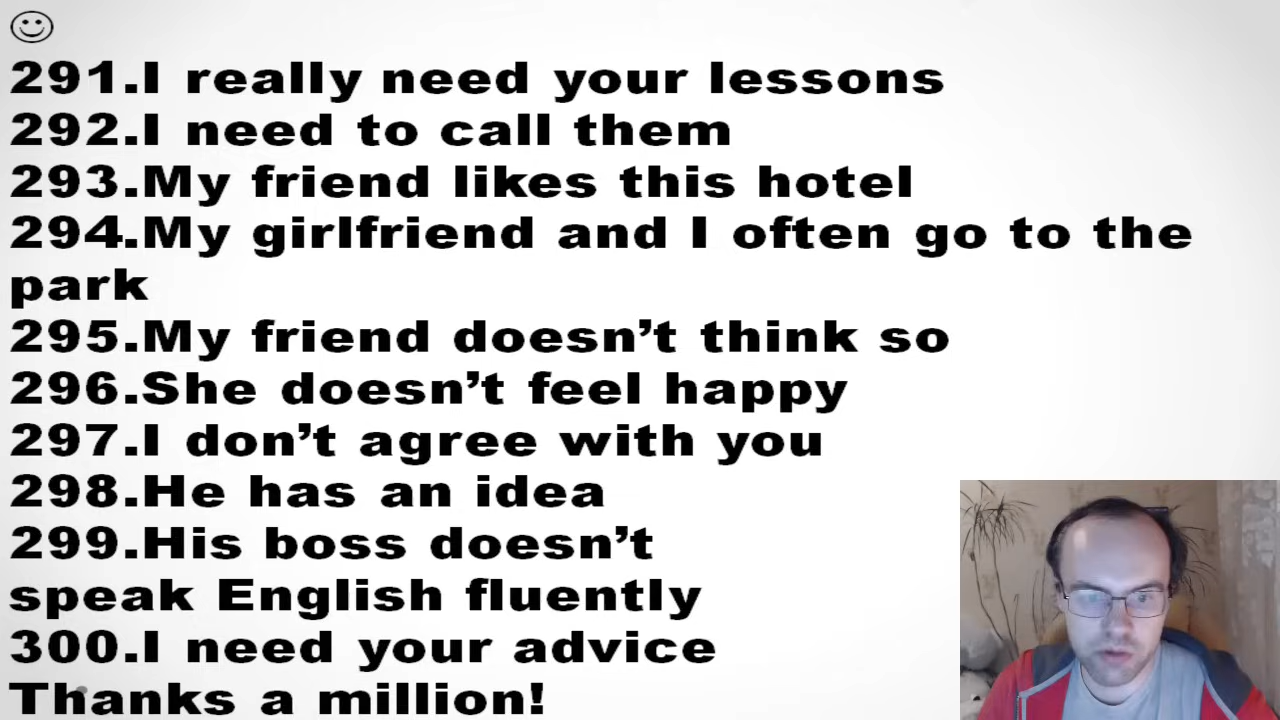 291.I really need your lessons
292.I need to call them
293.My friend likes this hotel
294.My girlfriend and I often go to the
park
295.My friend doesn’t think so
296.She doesn’t feel happy
297.I don’t agree with you
298.He has an idea
299.His boss doesn’t
speak English fluently
300.I need your advice
Thanks a million!